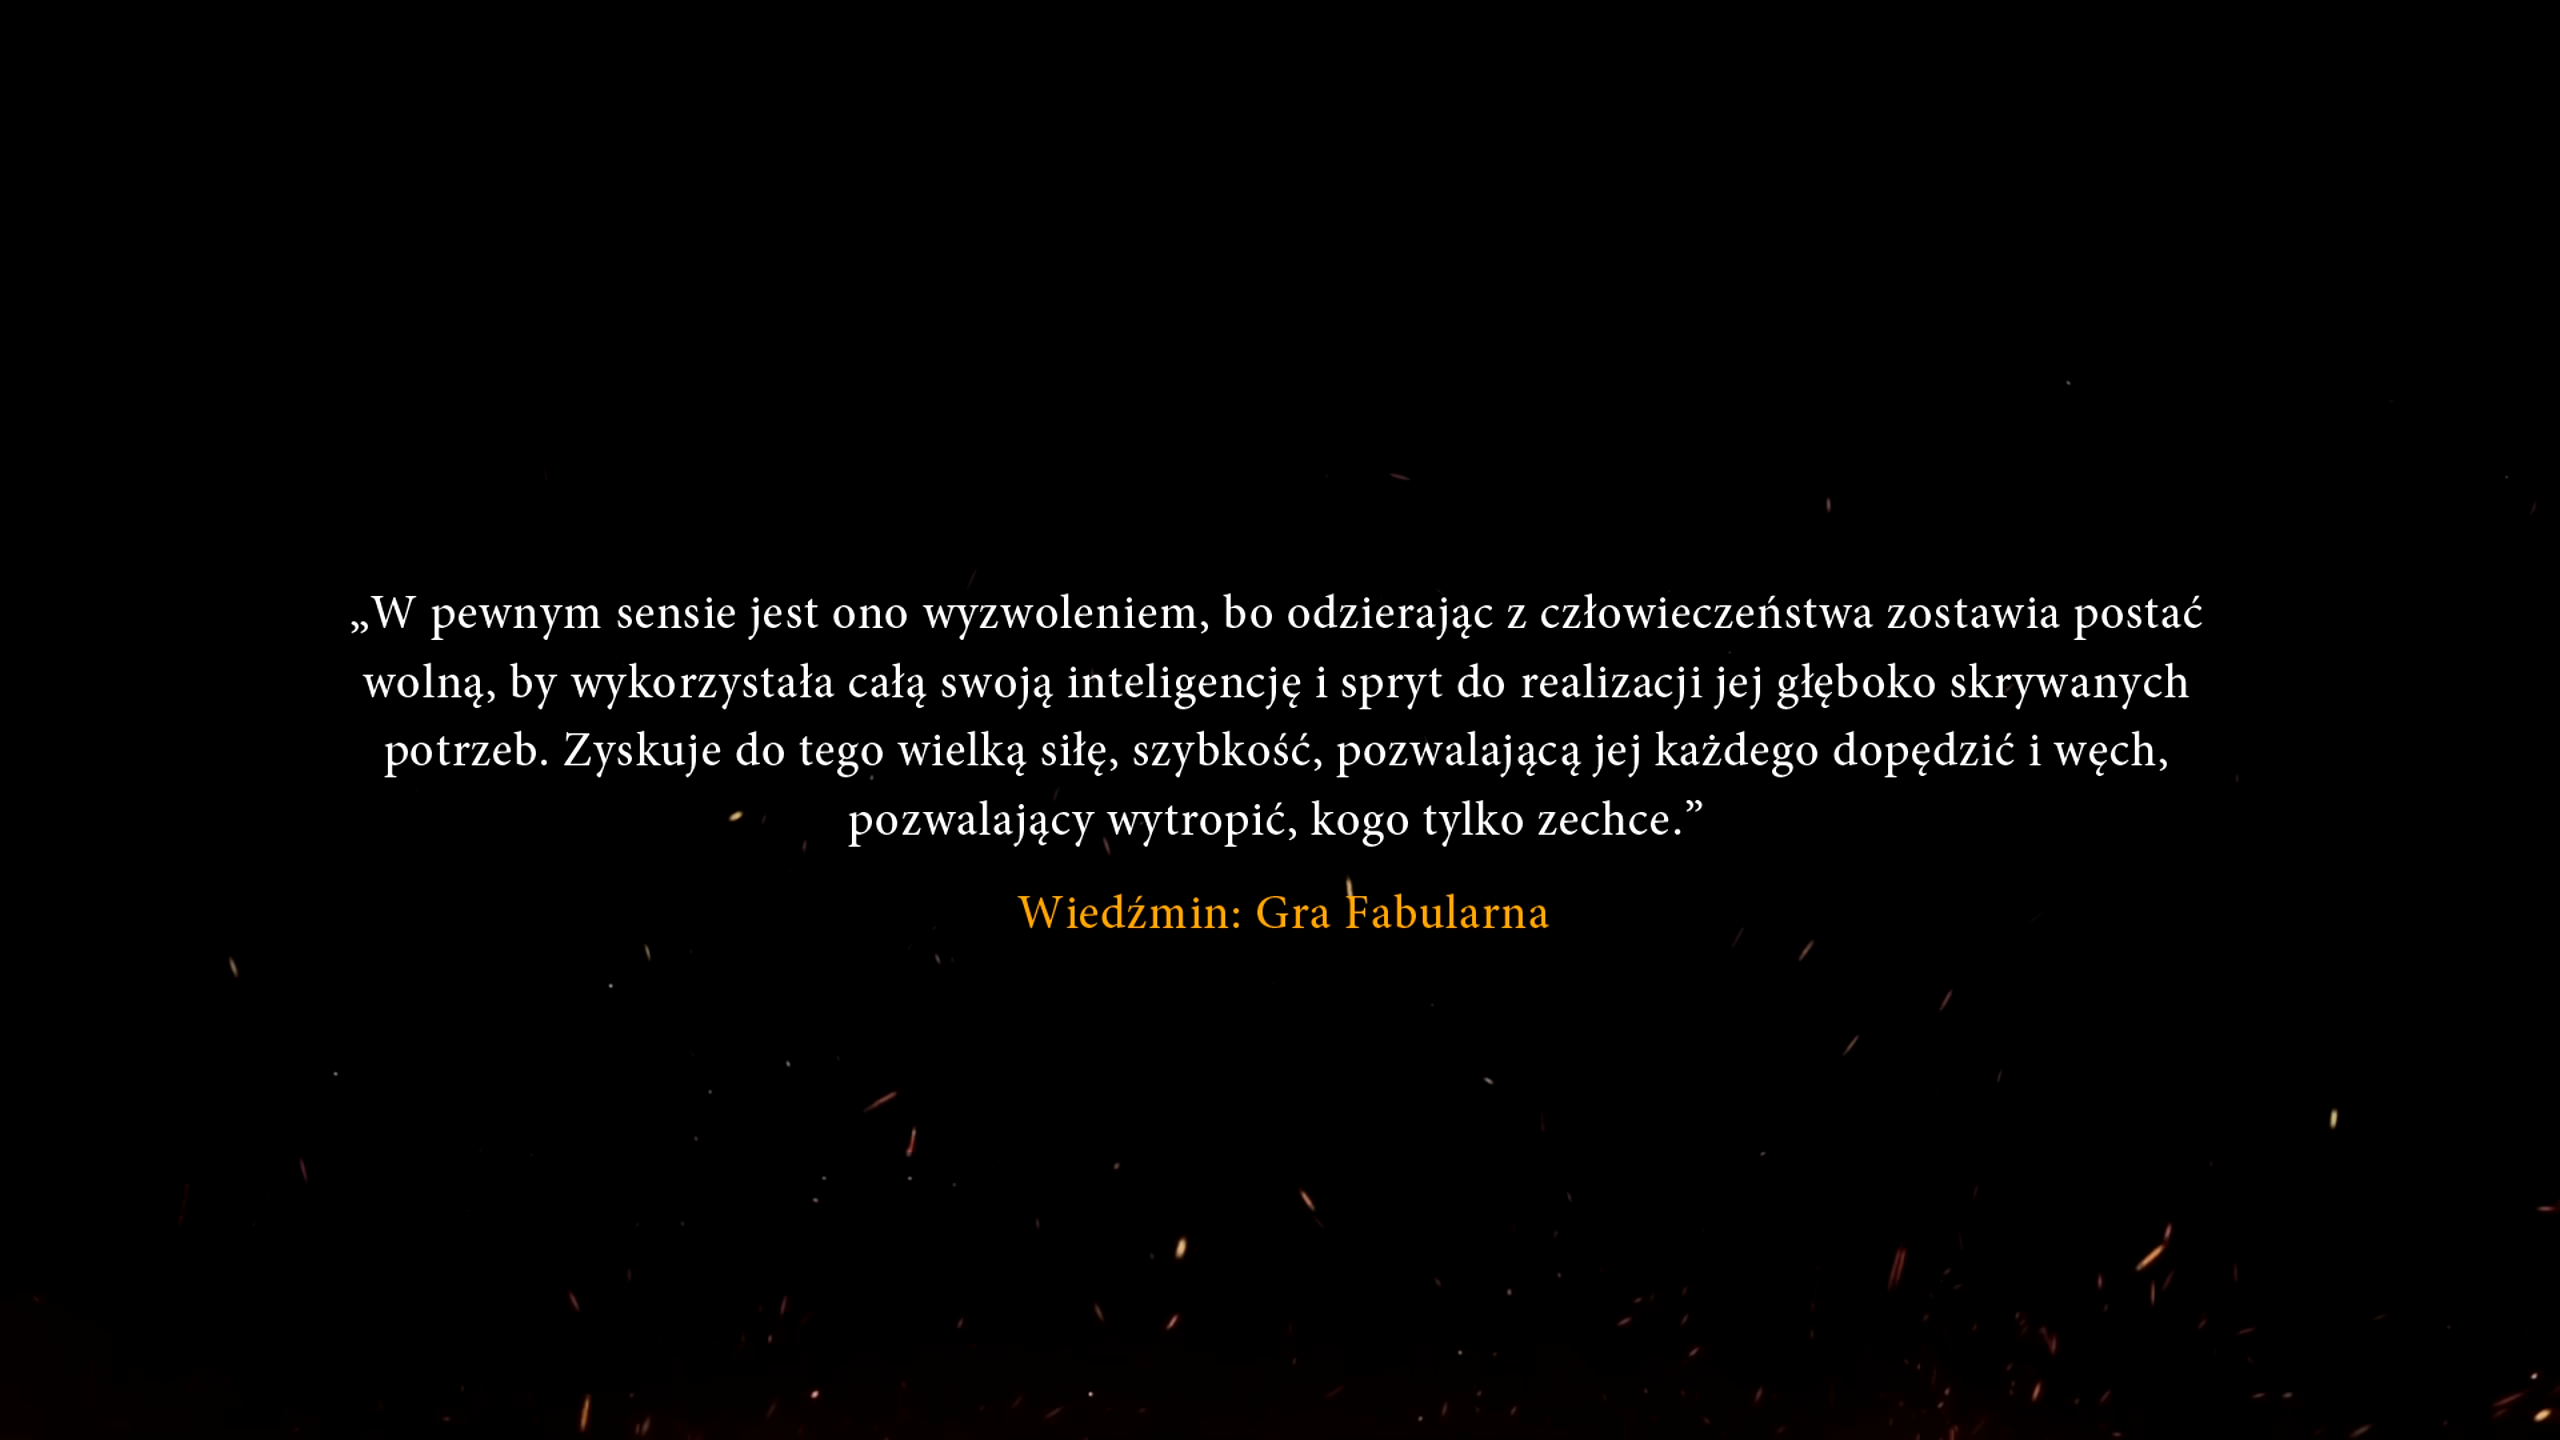 „W pewnym sensie jest ono wyzwoleniem, bo odzierając z człowieczeństwa zostawia postać
wolną, by wykorzystała całą swoją inteligencję i spryt do realizacji jej głęboko skrywanych
potrzeb. Zyskuje do tego wielką siłę, szybkość, pozwalającą jej każdego dopędzić i węch,
pozwalający wytropić, kogo tylko zechce.”
Wiedźmin: Gra Fabularna